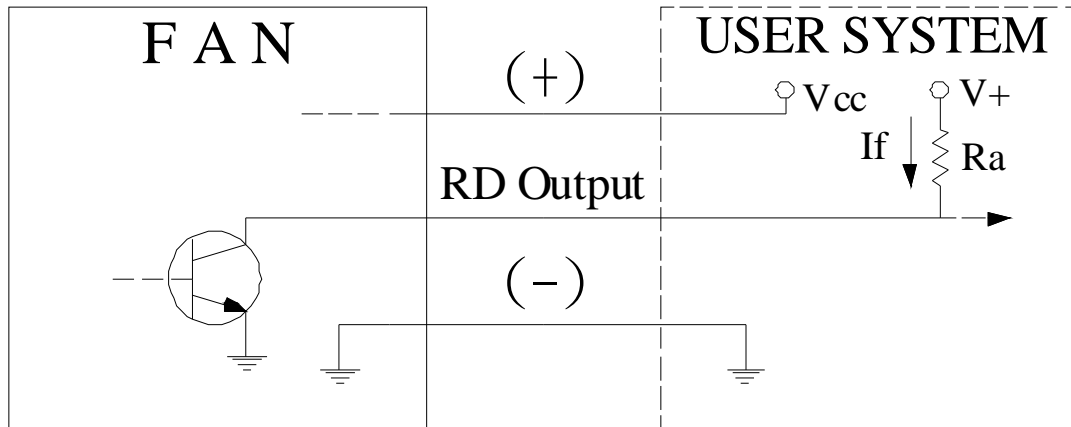 F A N
USER SYSTEM
(+)
Vcc
V+
If
Ra
RD Output
(-)